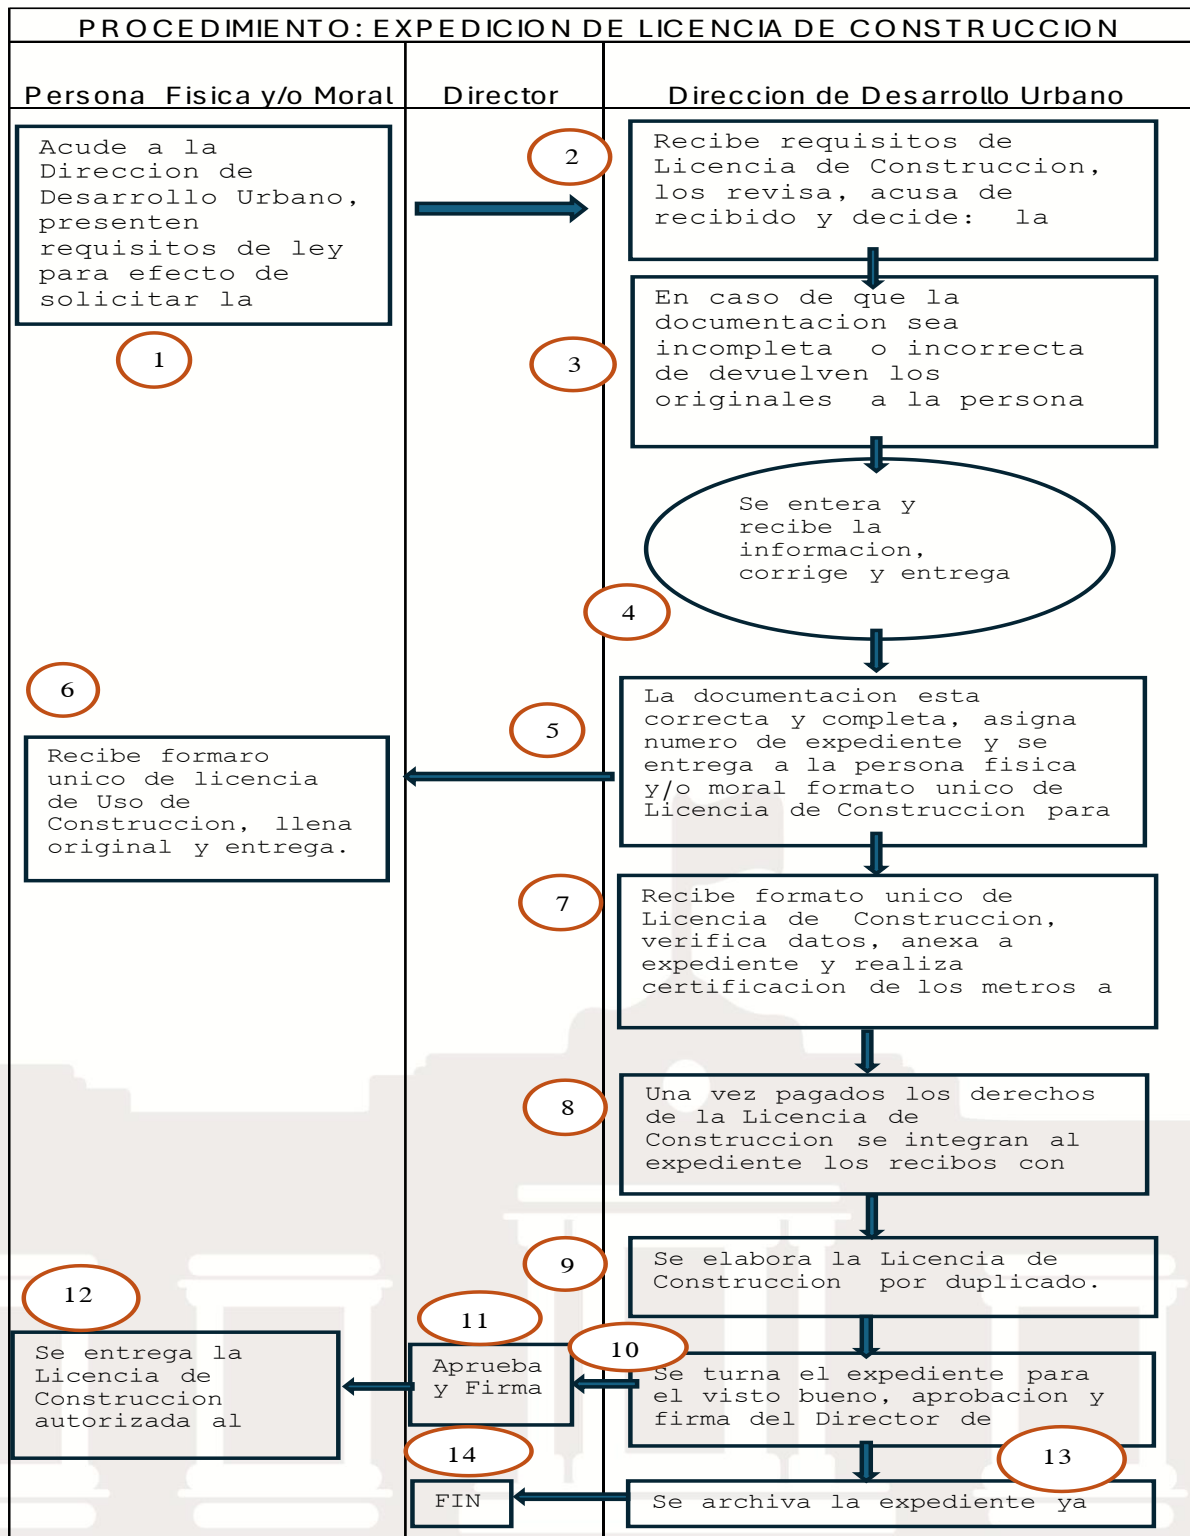 PROCEDIMIENTO: EXPEDICION DE LICENCIA DE CONSTRUCCION
Persona Fisica y/o Moral
Director
Direccion de Desarrollo Urbano
Acude a la
Direccion de
Desarrollo Urbano,
presenten
requisitos de ley
para efecto de
solicitar la
1
2
Recibe requisitos de
Licencia de Construccion,
los revisa, acusa de
recibido y decide: la
3
En caso de que la
documentacion sea
incompleta o incorrecta
de devuelven los
originales a la persona
Se entera y
recibe la
informacion,
corrige y entrega
4
5
La documentacion esta
correcta y completa, asigna
numero de expediente y se
entrega a la persona fisica
y/o moral formato unico de
Licencia de Construccion para
6
Recibe formaro
unico de licencia
de Uso de
Construccion, llena
original y entrega.
7
Recibe formato unico de
Licencia de Construccion,
verifica datos, anexa a
expediente y realiza
certificacion de los metros a
8
Una vez pagados los derechos
de la Licencia de
Construccion se integran al
expediente los recibos con
9
Se elabora la Licencia de
Construccion por duplicado.
10
Se turna el expediente para
el visto bueno, aprobacion y
firma del Director de
11
Aprueba
y Firma
12
Se entrega la
Licencia de
Construccion
autorizada al
13
Se archiva la expediente ya
14
FIN